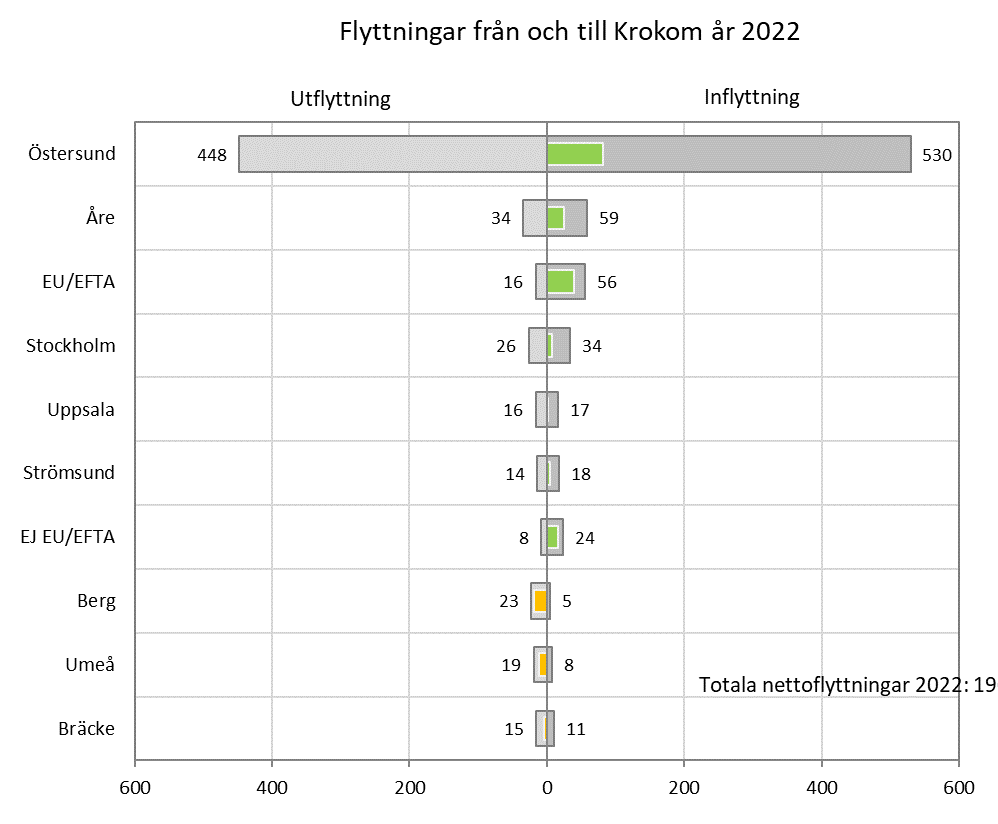 Flyttningar från och till Krokom år 2022
Utflyttning Inflyttning
Östersund 448 530
Åre 34 59
EU/EFTA 16 56
Stockholm 26 34
Uppsala 16 17
Strömsund 14 18
EJ EU/EFTA 8 24
Berg 23 5
Umeå 19 8
Totala nettoflyttningar 2022: 19
Bräcke 15 11
600 400 200 0 200 400 600